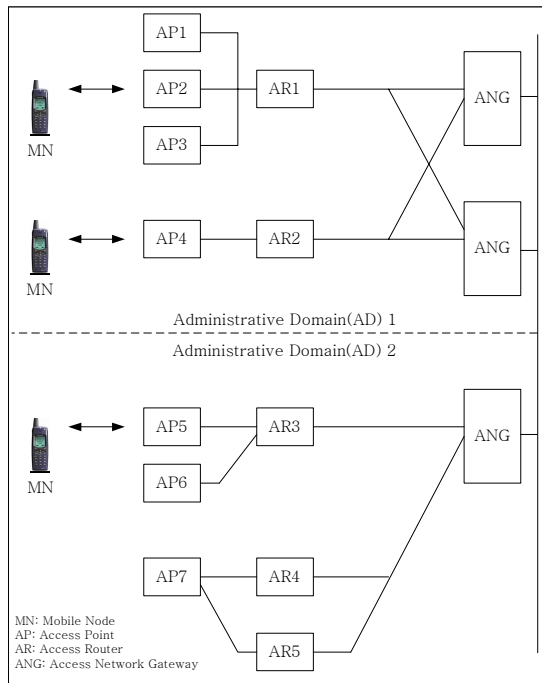 AP1
AP2
AR1
ANG
MN
AP3
AP4
AR2
ANG
MN
Administrative Domain(AD) 1
Administrative Domain(AD) 2
AP5
AR3
ANG
MN
AP6
AP7
AR4
AR5
MN: Mobile Node
AP: Access Point
AR: Access Router
ANG: Access Network Gateway